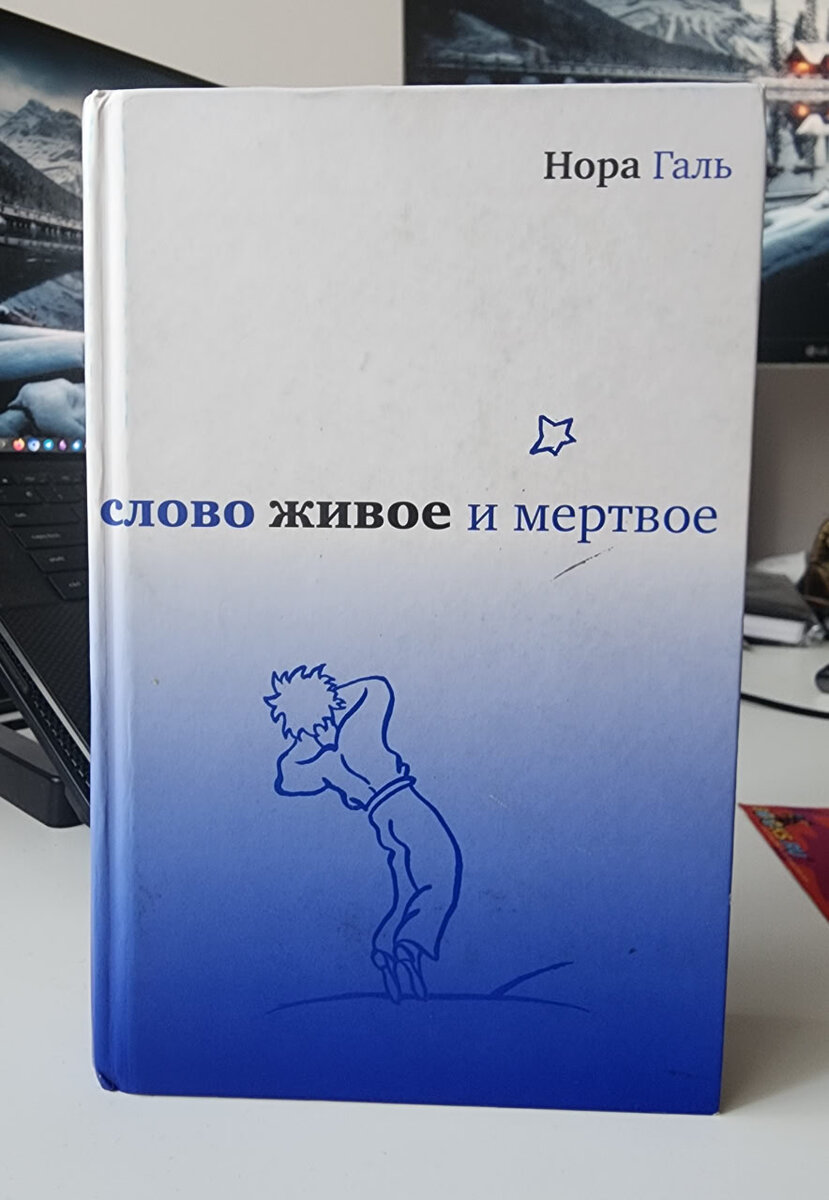 Нора Галь
слово живое и мертвое